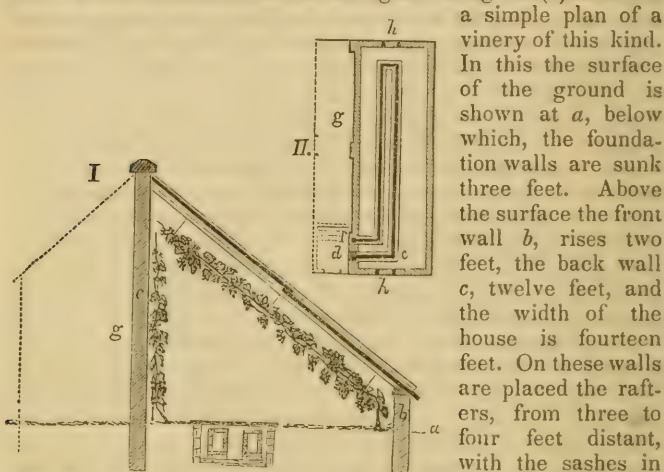 a simple plan of a
vinery of this kind.
In this the surface
of the ground is
shown at a, below
which, the founda-
tion walls are sunk
three feet. Above
the surface the front
wall b, rises two
feet, the back wall
c, twelve feet, and
the width of the
house is fourteen
feet. On these walls
are placed the raft-
ers, from three to
four feet distant,
with the sashes in
h
g
II.
d
c
h
I
c
g
b
a